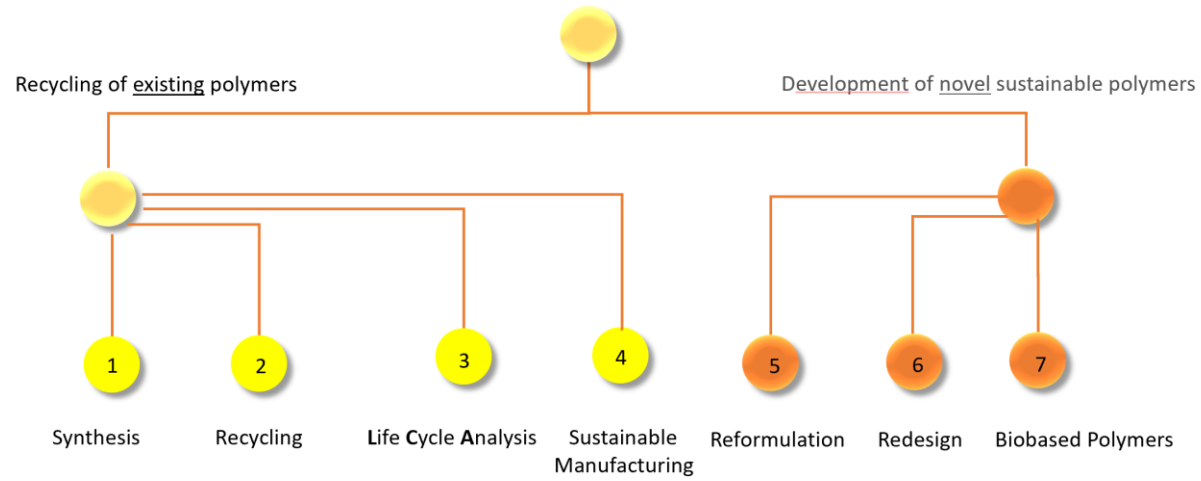 Recycling of existing polymers
Development of novel sustainable polymers
1
2
3
4
5
6
7
Synthesis
Recycling
Life Cycle Analysis
Sustainable
Manufacturing
Reformulation
Redesign
Biobased Polymers